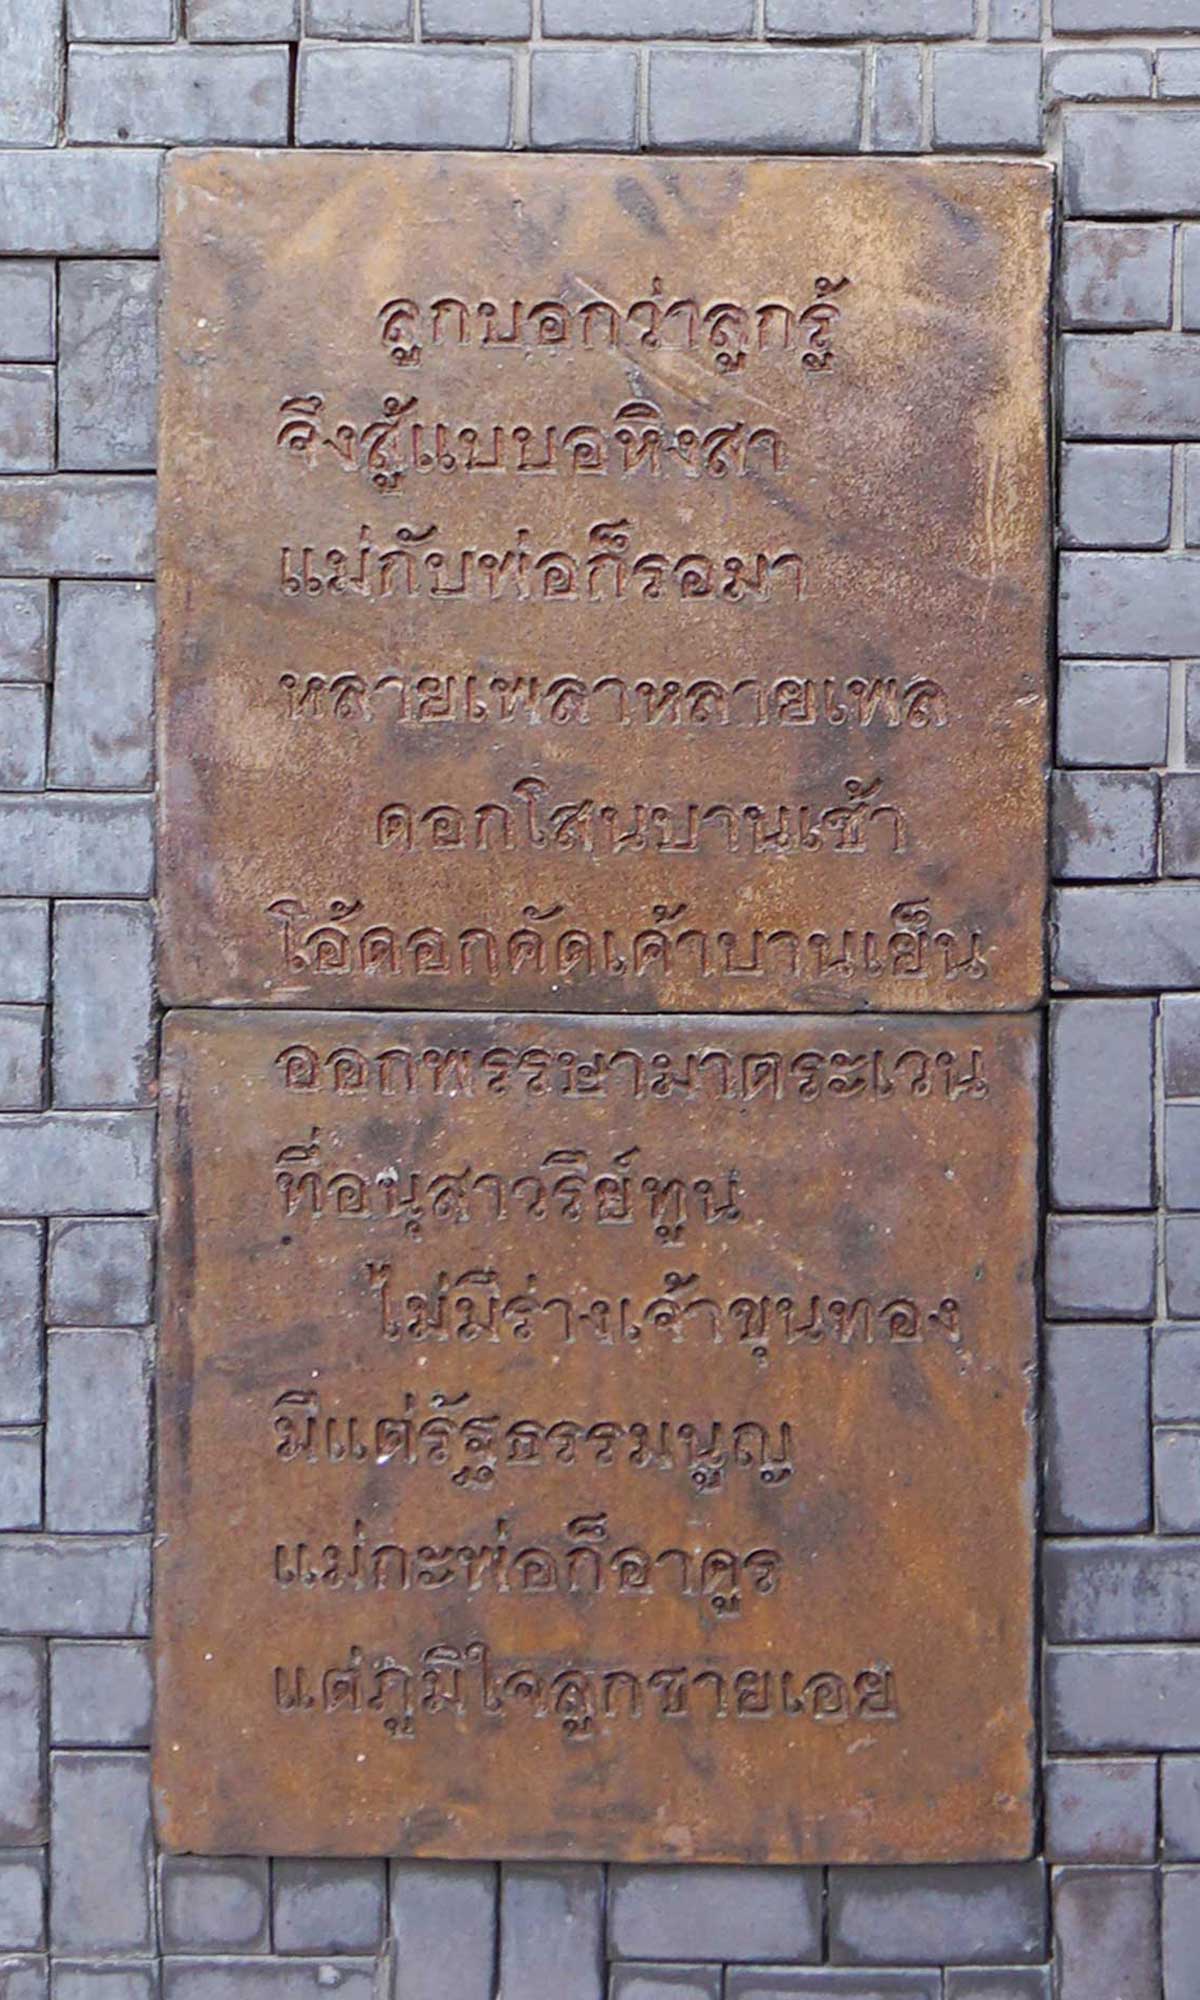 ลูกบอกว่าลูกรู้
จึงสู้แบบอหิงสา
แม่กับพ่อก็รอมา
หลายเพลาหลายเพล
ดอกโสนบานเช้า
โอ้ดอกคัดเค้าบานเย็น
ออกพรรษามาตระเวน
ที่อนุสาวรีย์ทูน
ไม่มีร่างเจ้าขุนทอง
มีแต่รัฐธรรมนูญ
แม่กะพ่อก็อาดูร
แต่ภูมิใจลูกชายเอย